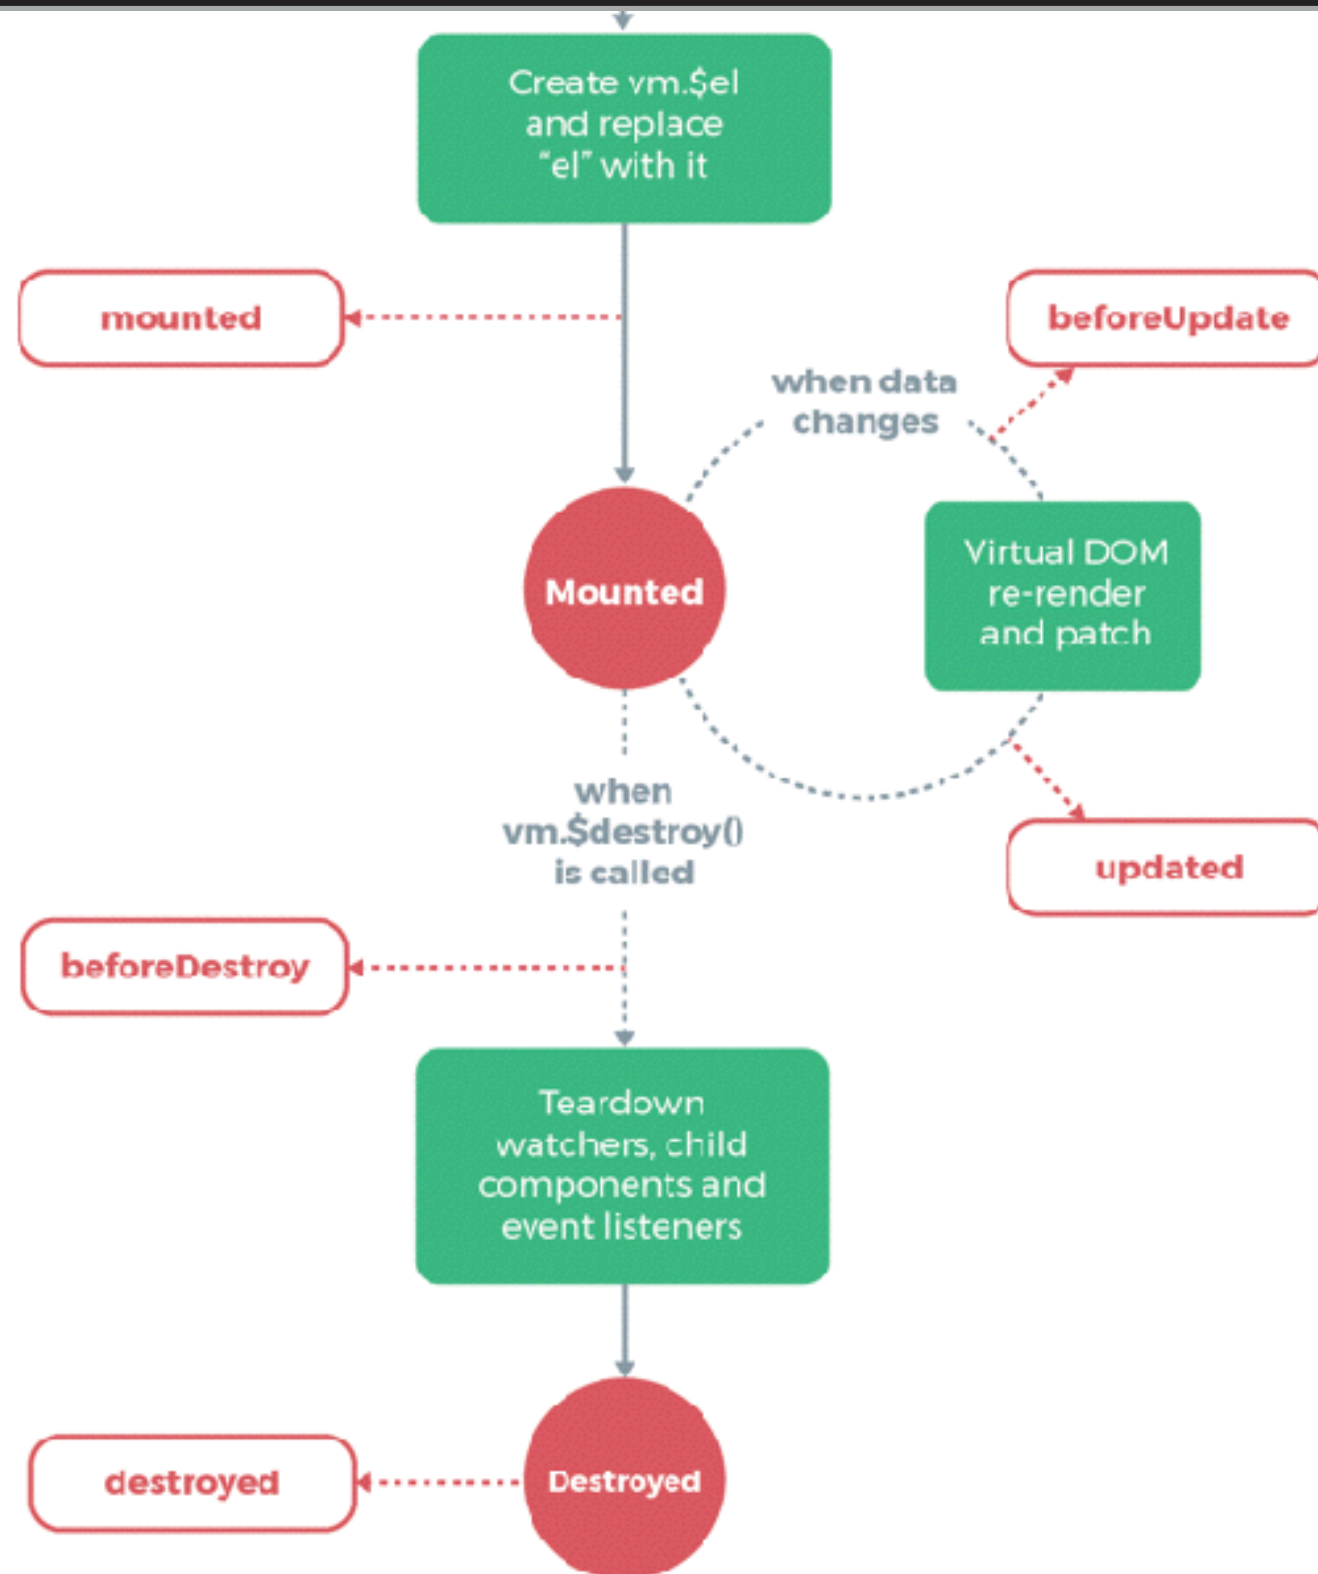 Create vm.$el
and replace
“el” with it
mounted
beforeUpdate
when data
changes
Mounted
Virtual DOM
re-render
and patch
when
vm.$destroy()
is called
updated
beforeDestroy
Teardown
watchers, child
components and
event listeners
destroyed
Destroyed